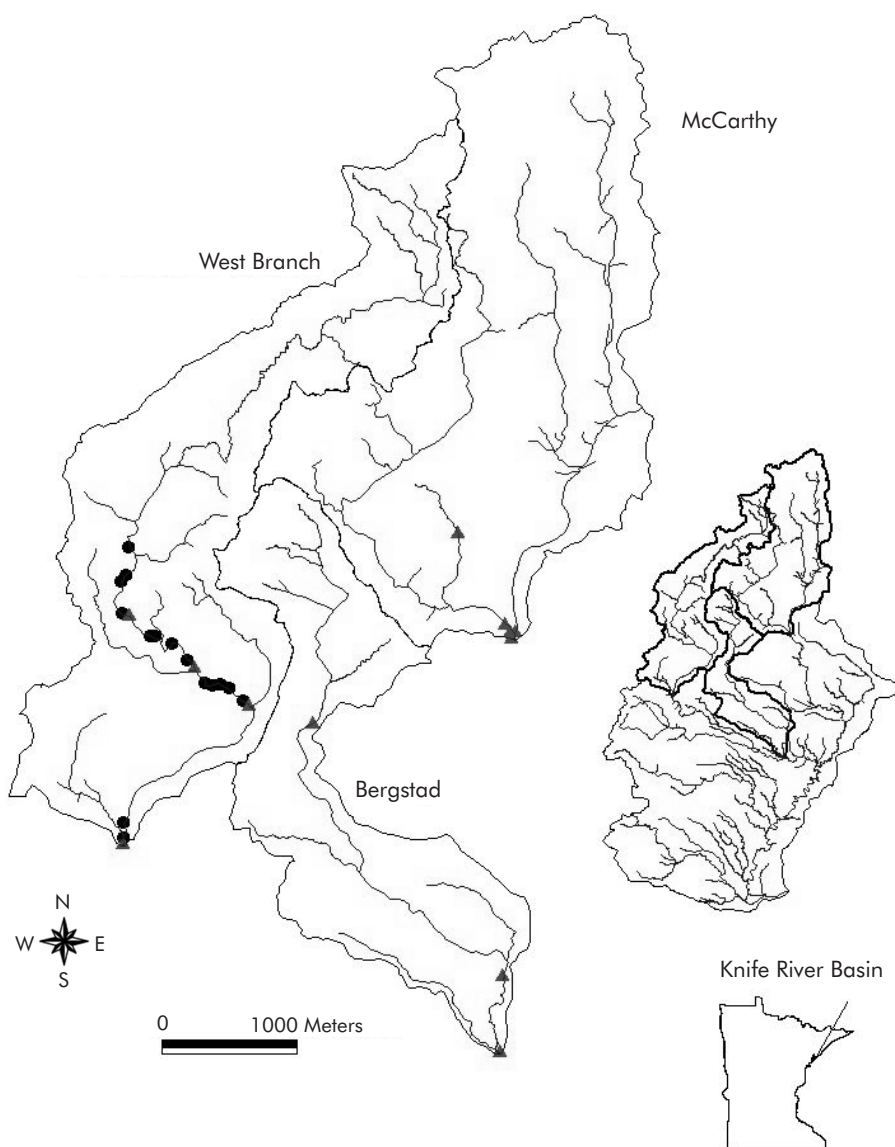 McCarthy
West Branch
Bergstad
N
W E
S
0 1000 Meters
Knife River Basin